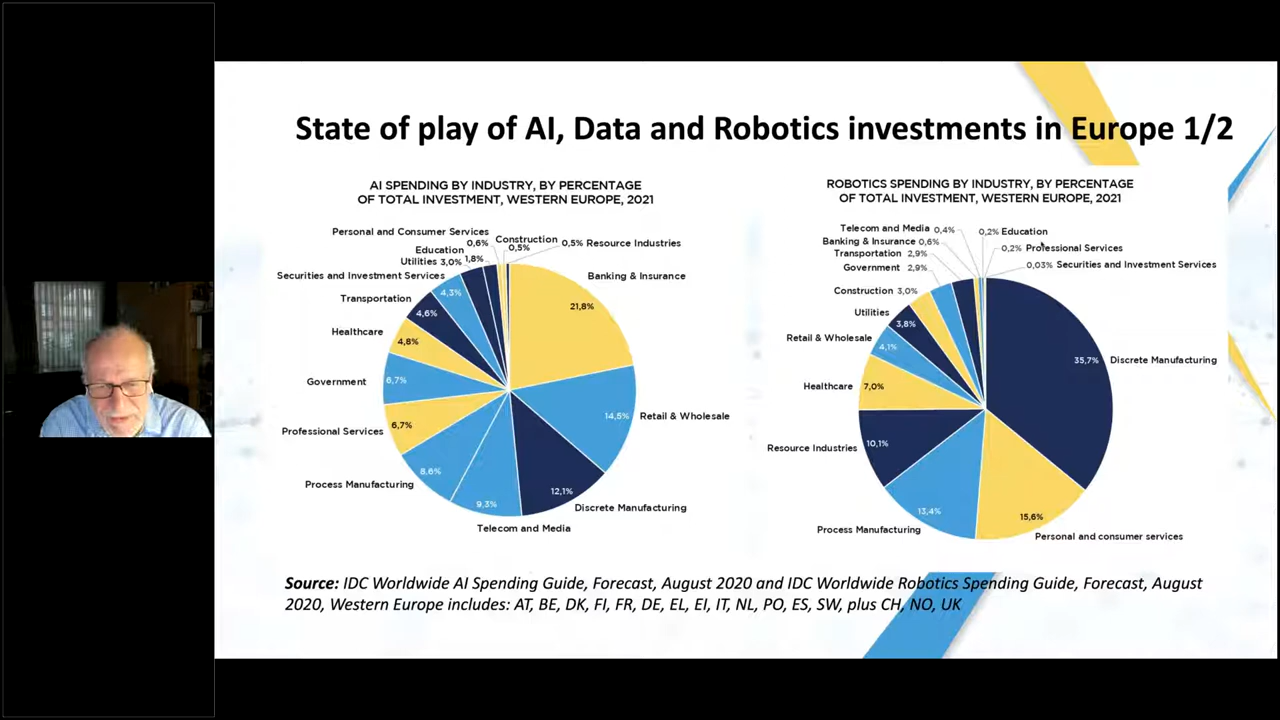 State of play of AI, Data and Robotics investments in Europe 1/2
AI SPENDING BY INDUSTRY, BY PERCENTAGE
OF TOTAL INVESTMENT, WESTERN EUROPE, 2021
Personal and Consumer Services
0,6%
Construction
0,5%
0,5% Resource Industries
Education
1,8%
Utilities 3,0%
Securities and Investment Services
4,3%
Transportation
4,6%
Healthcare
4,8%
Government
6,7%
Professional Services
6,7%
Process Manufacturing
8,6%
Telecom and Media
9,3%
Discrete Manufacturing
12,1%
Retail & Wholesale
14,5%
Banking & Insurance
21,8%
ROBOTICS SPENDING BY INDUSTRY, BY PERCENTAGE
OF TOTAL INVESTMENT, WESTERN EUROPE, 2021
Telecom and Media 0,4%
Banking & Insurance 0,6%
Transportation 2,9%
Government 2,9%
Construction 3,0%
Utilities
3,8%
Retail & Wholesale
4,1%
Healthcare
7,0%
Resource Industries
10,1%
Process Manufacturing
13,4%
Personal and consumer services
15,6%
Discrete Manufacturing
35,7%
0,2% Education
0,2% Professional Services
0,03% Securities and Investment Services
Source: IDC Worldwide AI Spending Guide, Forecast, August 2020 and IDC Worldwide Robotics Spending Guide, Forecast, August
2020, Western Europe includes: AT, BE, DK, FI, FR, DE, EL, EI, IT, NL, PO, ES, SW, plus CH, NO, UK